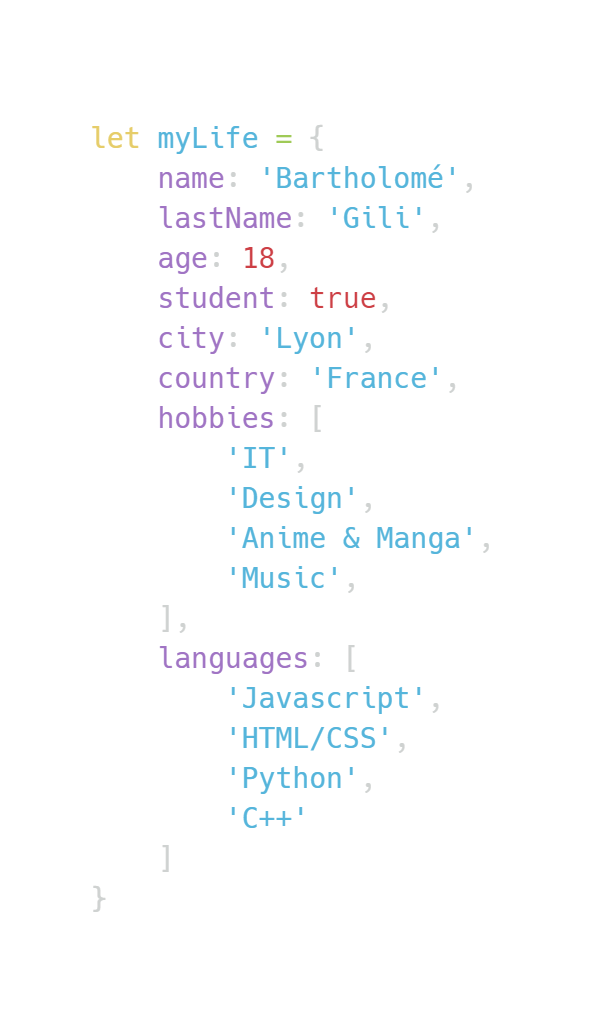 let myLife = {
    name: 'Bartholomé',
    lastName: 'Gili',
    age: 18,
    student: true,
    city: 'Lyon',
    country: 'France',
    hobbies: [
        'IT',
        'Design',
        'Anime & Manga',
        'Music',
    ],
    languages: [
        'Javascript',
        'HTML/CSS',
        'Python',
        'C++'
    ]
}